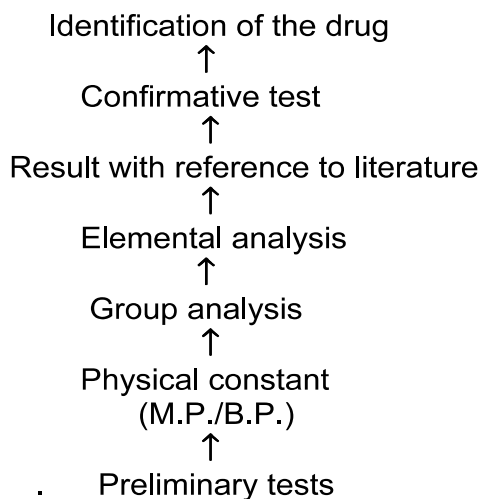 Identification of the drug
↑
Confirmative test
↑
Result with reference to literature
↑
Elemental analysis
↑
Group analysis
↑
Physical constant
(M.P./B.P.)
↑
. Preliminary tests